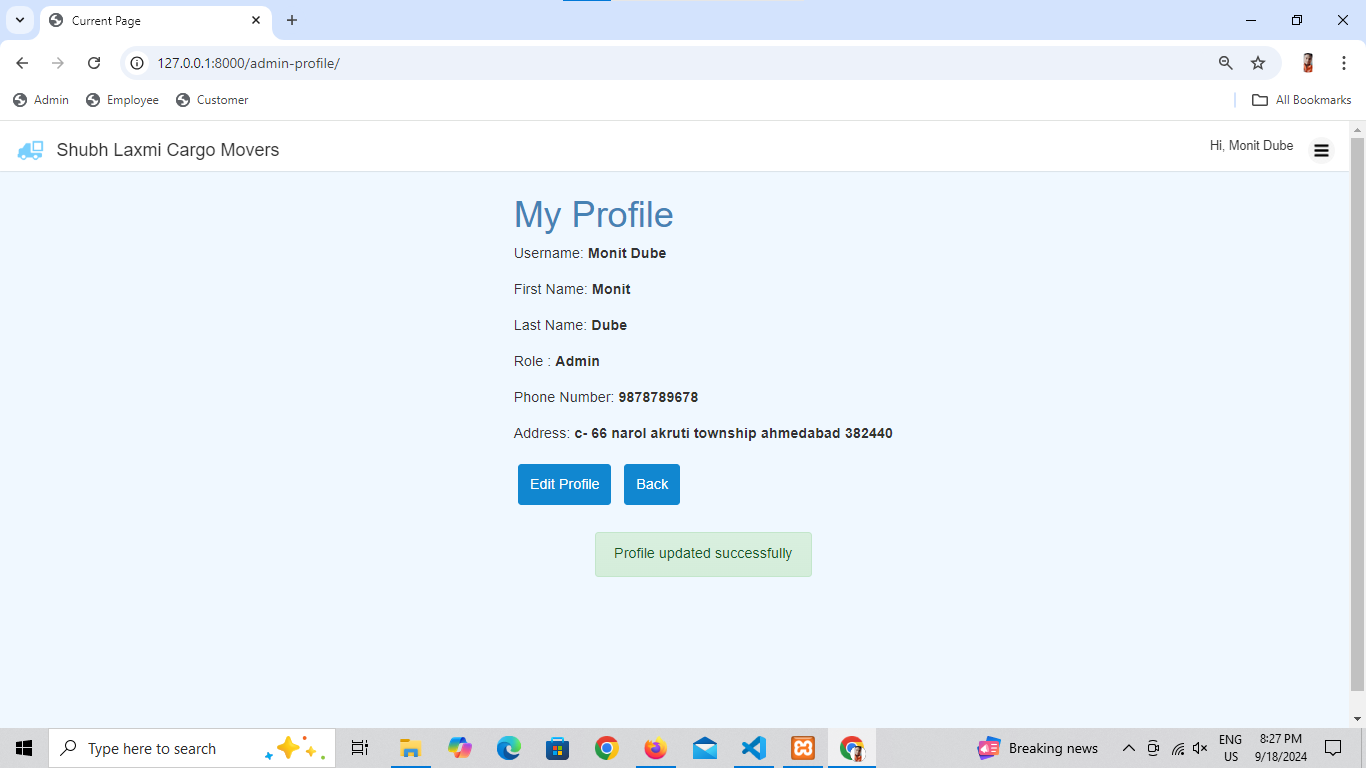 Current Page
127.0.0.1:8000/admin-profile/
Admin Employee Customer All Bookmarks
Shubh Laxmi Cargo Movers Hi, Monit Dube
My Profile
Username: Monit Dube
First Name: Monit
Last Name: Dube
Role : Admin
Phone Number: 9878789678
Address: c- 66 narol akruti township ahmedabad 382440
Edit Profile Back
Profile updated successfully
Type here to search Breaking news
ENG 8:27 PM
US 9/18/2024